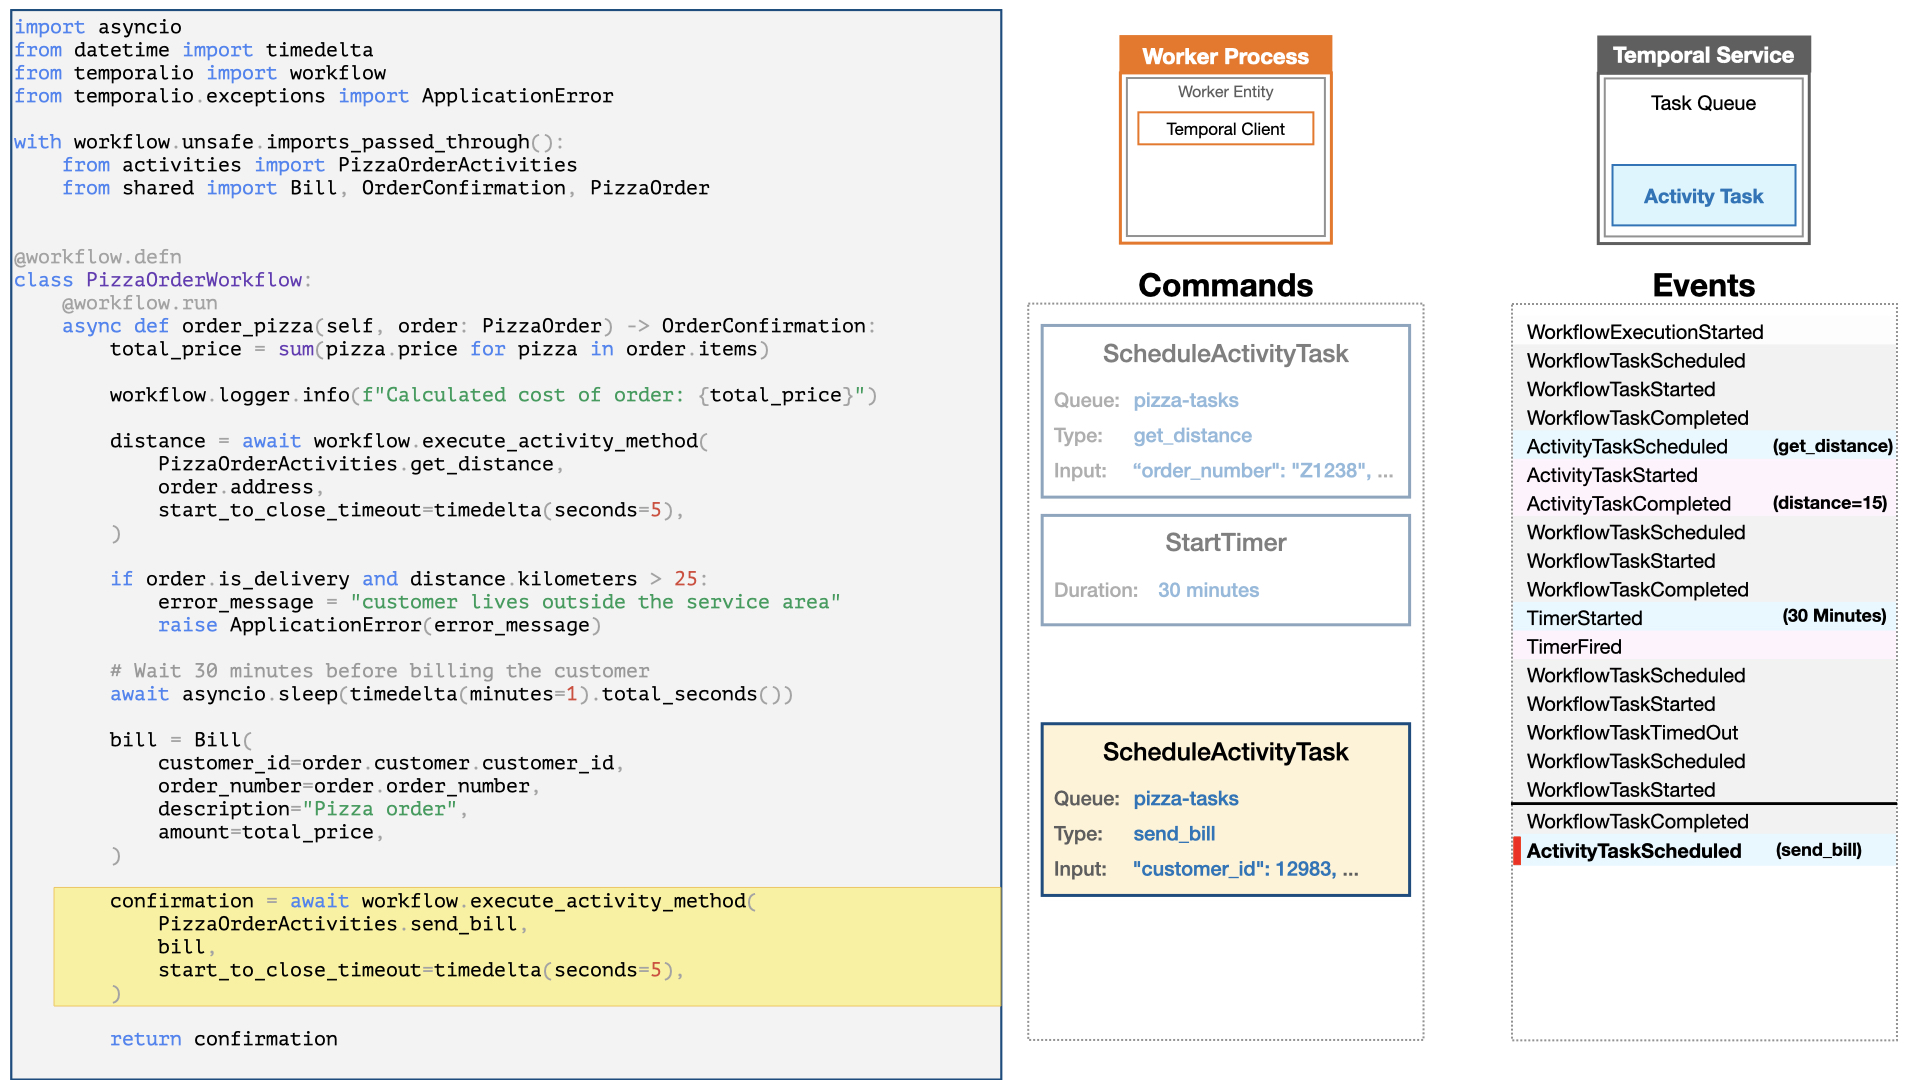 import asyncio
from datetime import timedelta
from temporalio import workflow
from temporalio.exceptions import ApplicationError

with workflow.unsafe.imports_passed_through():
    from activities import PizzaOrderActivities
    from shared import Bill, OrderConfirmation, PizzaOrder

@workflow.defn
class PizzaOrderWorkflow:
    @workflow.run
    async def order_pizza(self, order: PizzaOrder) -> OrderConfirmation:
        total_price = sum(pizza.price for pizza in order.items)

        workflow.logger.info(f"Calculated cost of order: {total_price}")

        distance = await workflow.execute_activity_method(
            PizzaOrderActivities.get_distance,
            order.address,
            start_to_close_timeout=timedelta(seconds=5),
        )

        if order.is_delivery and distance.kilometers > 25:
            error_message = "customer lives outside the service area"
            raise ApplicationError(error_message)

        # Wait 30 minutes before billing the customer
        await asyncio.sleep(timedelta(minutes=1).total_seconds())

        bill = Bill(
            customer_id=order.customer.customer_id,
            order_number=order.order_number,
            description="Pizza order",
            amount=total_price,
        )

        confirmation = await workflow.execute_activity_method(
            PizzaOrderActivities.send_bill,
            bill,
            start_to_close_timeout=timedelta(seconds=5),
        )

        return confirmation
Worker Process
Worker Entity
Temporal Client
Temporal Service
Task Queue
Activity Task
Commands
ScheduleActivityTask
Queue: pizza-tasks
Type: get_distance
Input: “order_number": "Z1238", ...
StartTimer
Duration: 30 minutes
ScheduleActivityTask
Queue: pizza-tasks
Type: send_bill
Input: "customer_id": 12983, ...
Events
WorkflowExecutionStarted
WorkflowTaskScheduled
WorkflowTaskStarted
WorkflowTaskCompleted
ActivityTaskScheduled (get_distance)
ActivityTaskStarted
ActivityTaskCompleted (distance=15)
WorkflowTaskScheduled
WorkflowTaskStarted
WorkflowTaskCompleted
TimerStarted (30 Minutes)
TimerFired
WorkflowTaskScheduled
WorkflowTaskStarted
WorkflowTaskTimedOut
WorkflowTaskScheduled
WorkflowTaskStarted
WorkflowTaskCompleted
ActivityTaskScheduled (send_bill)